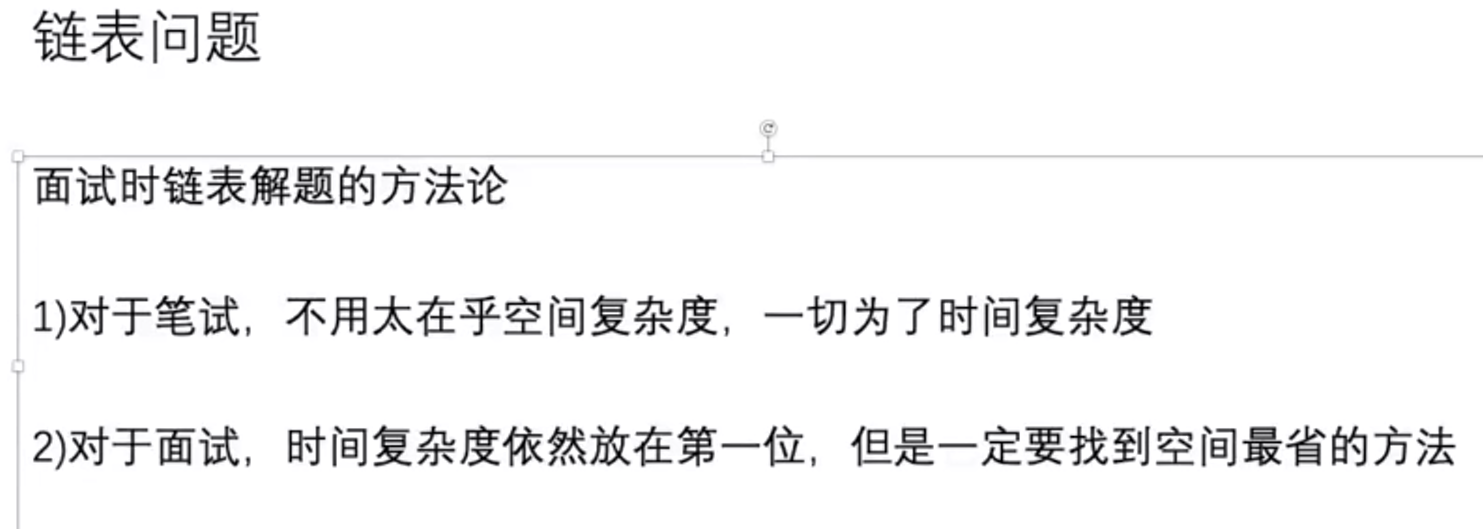 链表问题
面试时链表解题的方法论
1)对于笔试，不用太在乎空间复杂度，一切为了时间复杂度
2)对于面试，时间复杂度依然放在第一位，但是一定要找到空间最省的方法